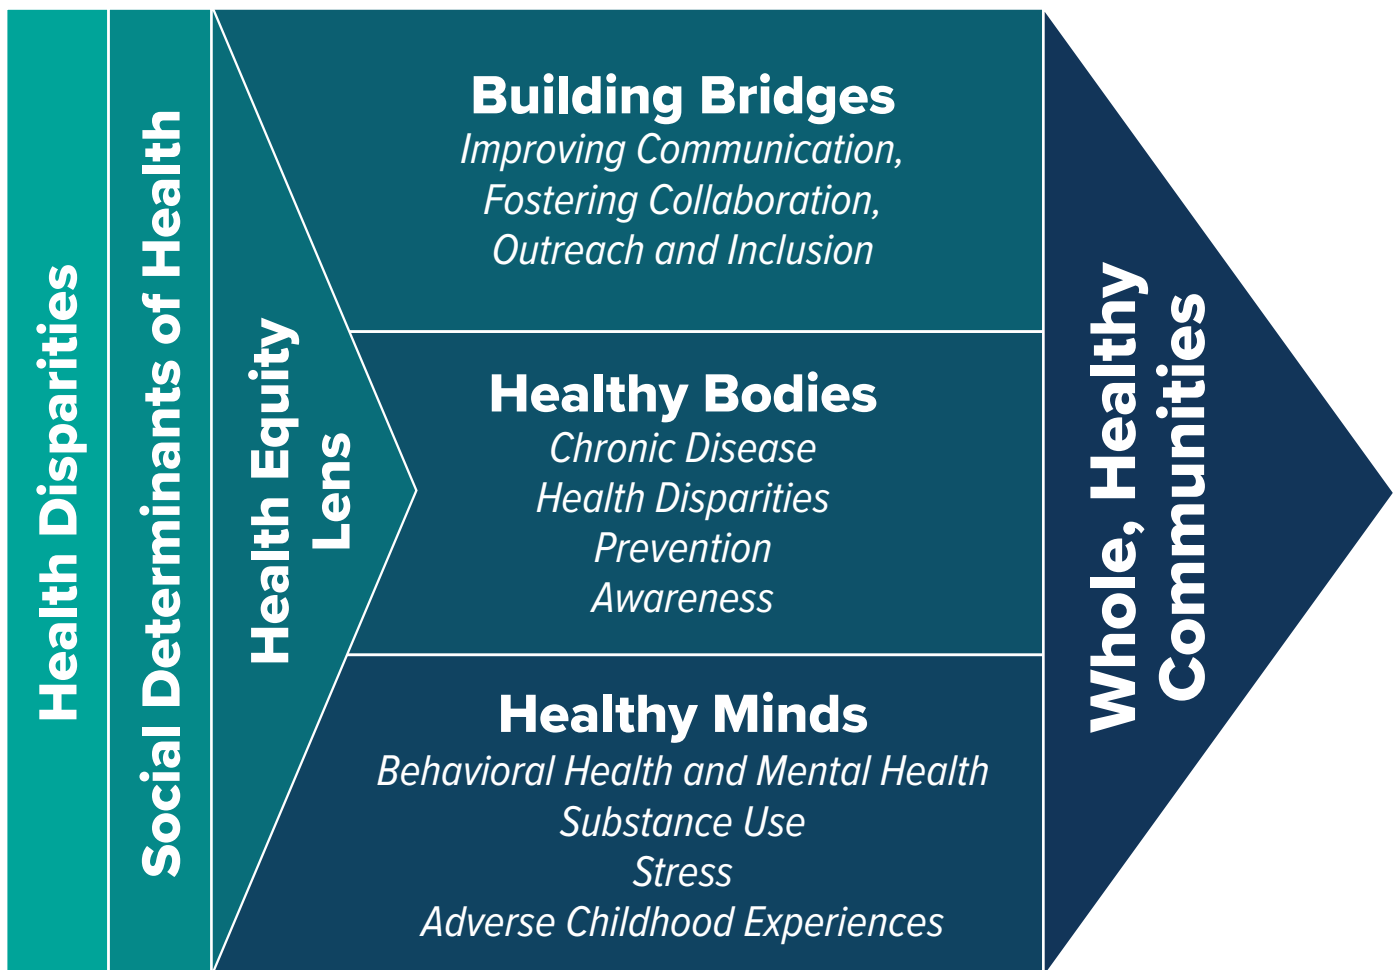 Health Disparities
Social Determinants of Health
Health Equity
Lens
Building Bridges
Improving Communication,
Fostering Collaboration,
Outreach and Inclusion
Healthy Bodies
Chronic Disease
Health Disparities
Prevention
Awareness
Healthy Minds
Behavioral Health and Mental Health
Substance Use
Stress
Adverse Childhood Experiences
Whole, Healthy
Communities